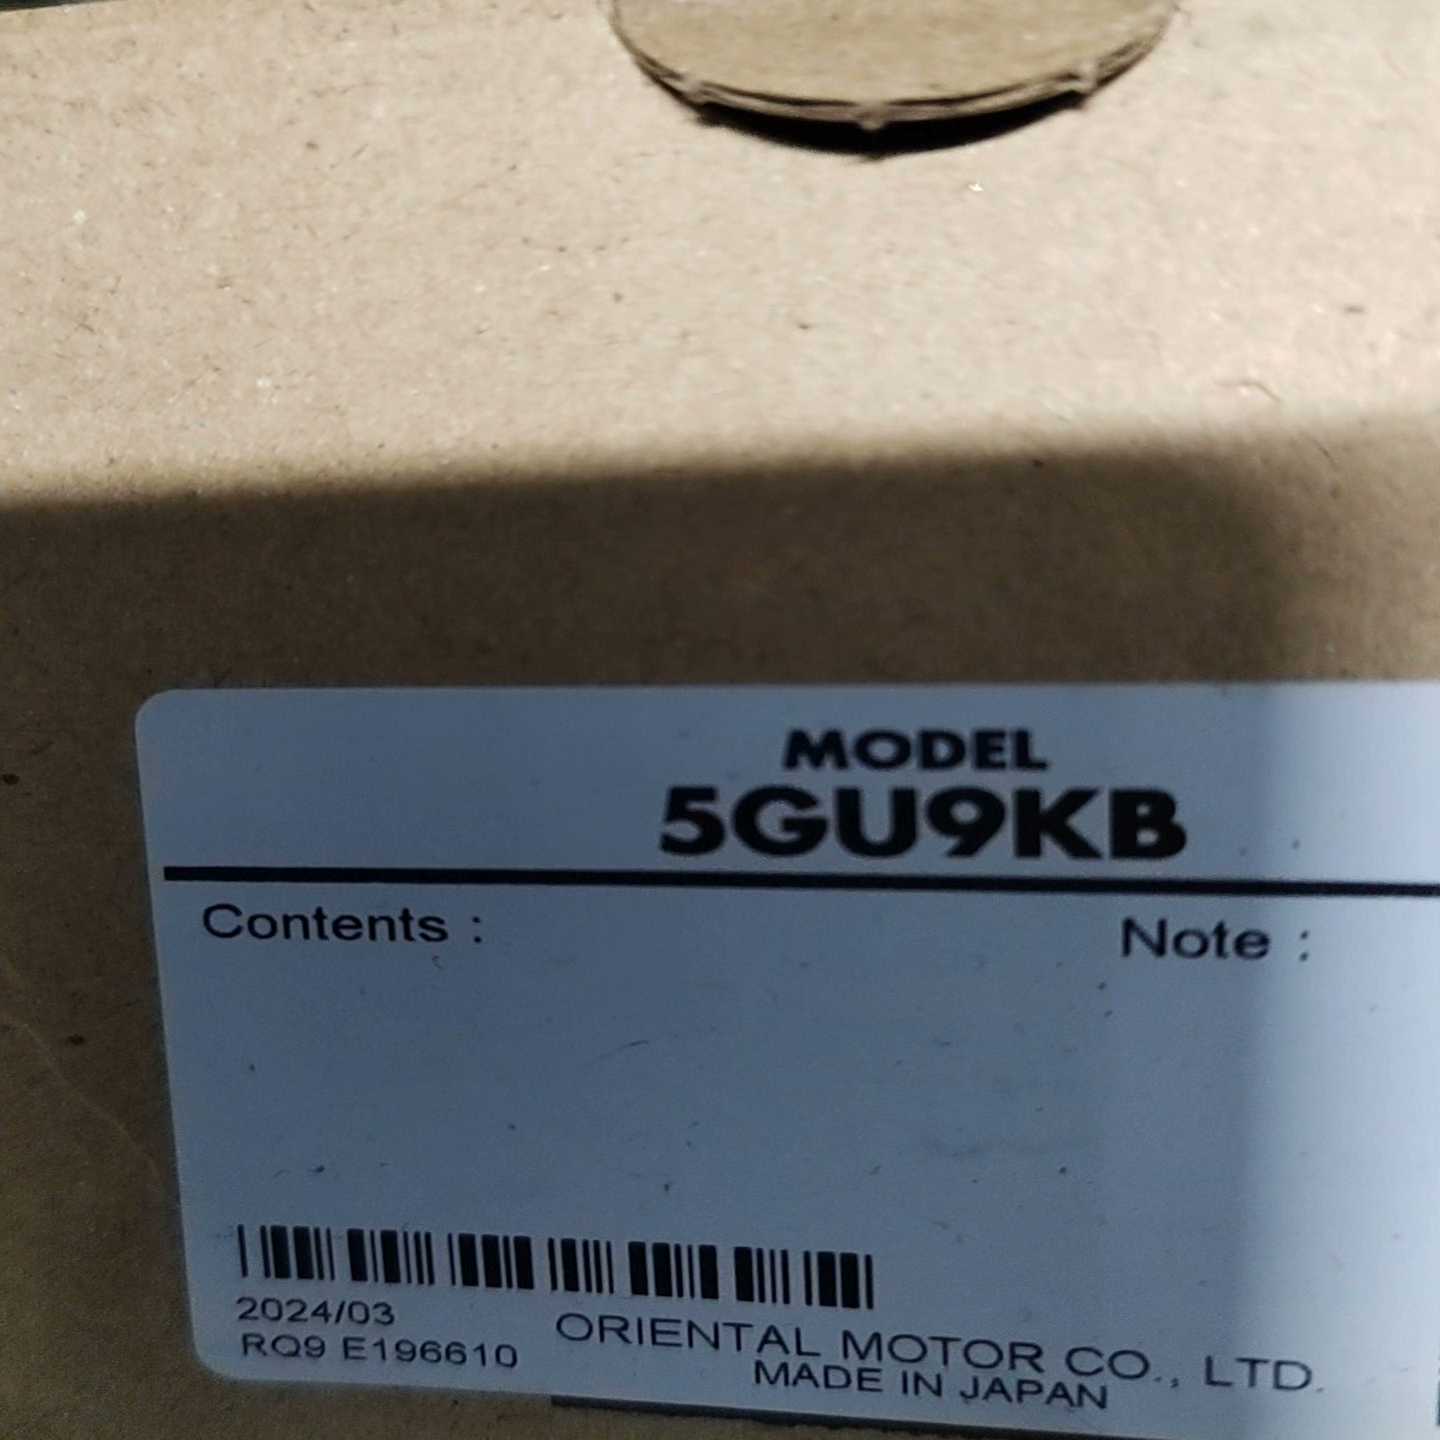 MODEL
5GU9KB
Contents :
Note :
2024/03
RQ9 E196610
ORIENTAL MOTOR CO., LTD.
MADE IN JAPAN